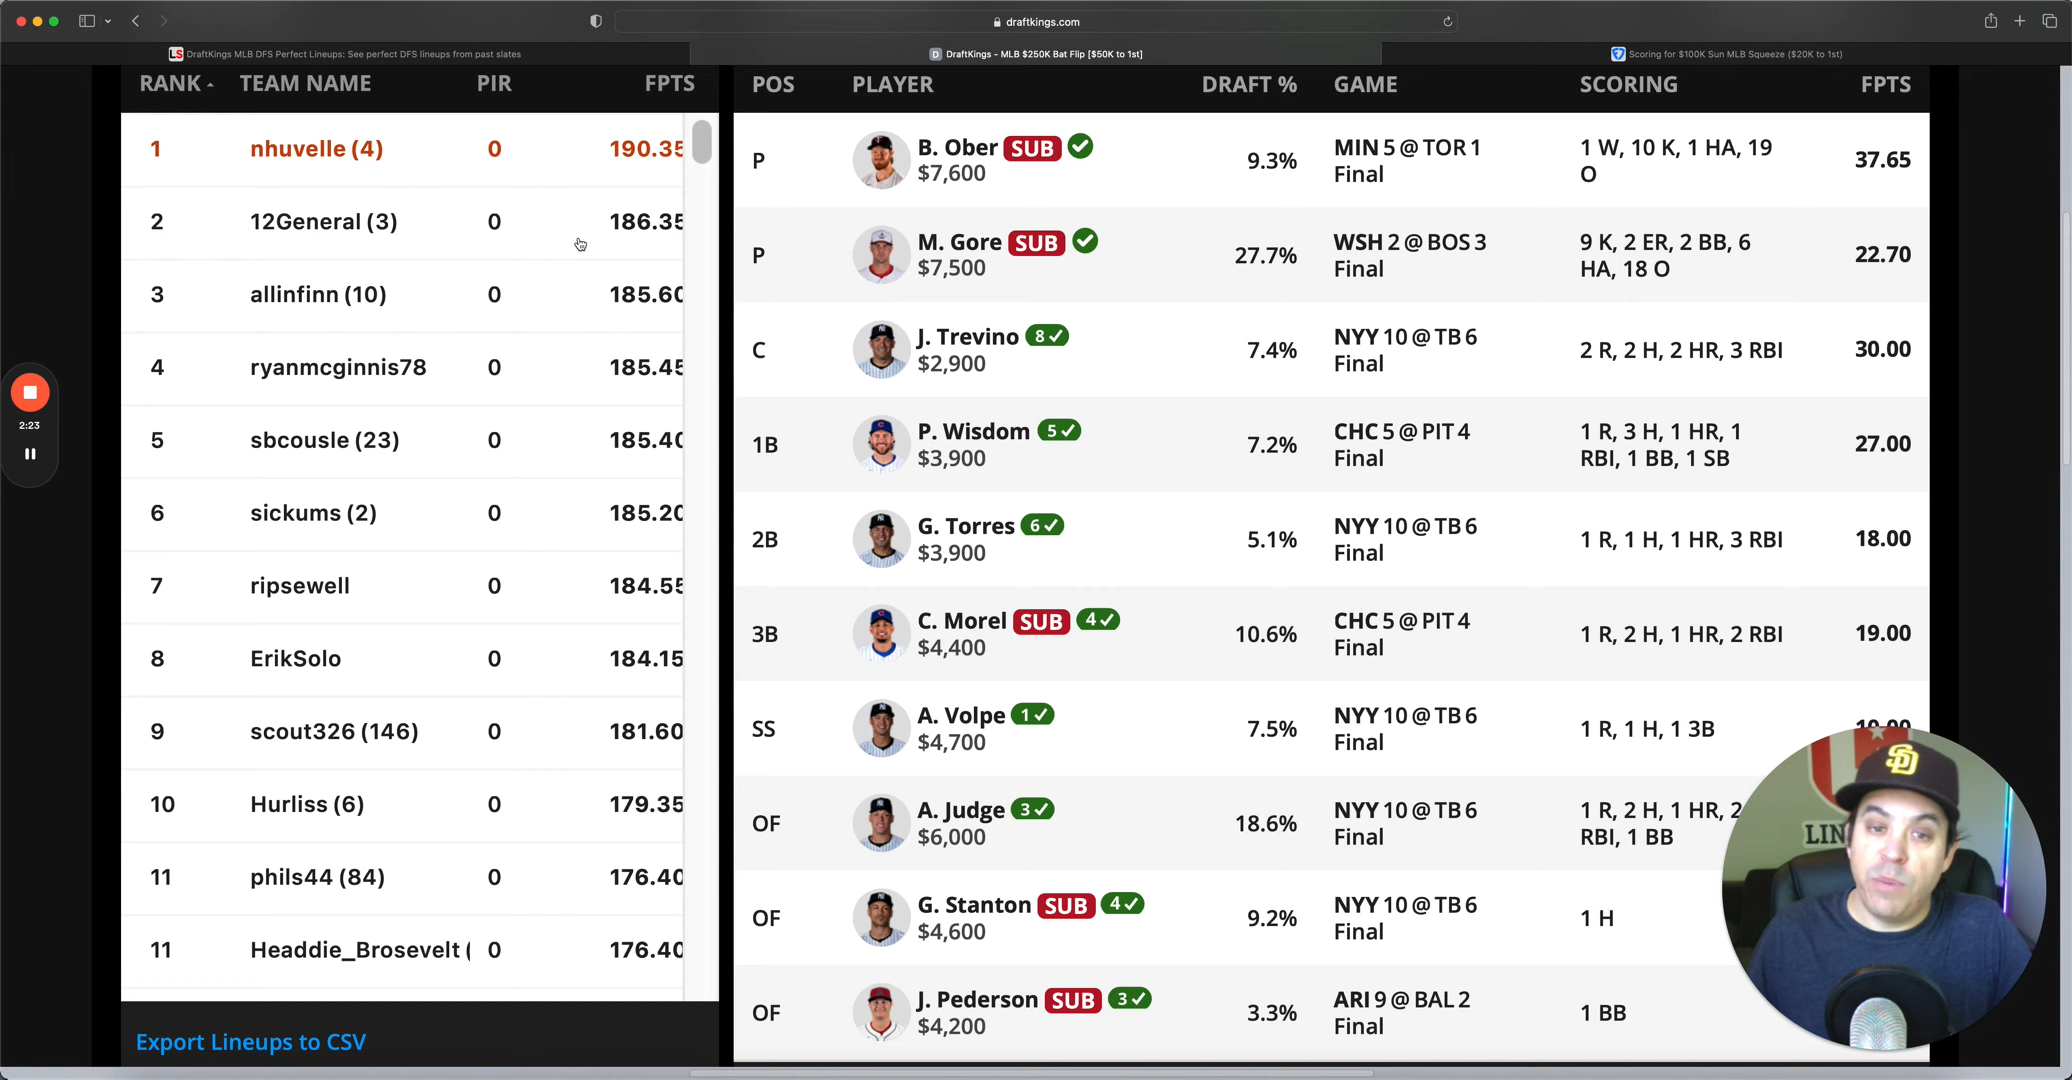 draftkings.com
DraftKings MLB DFS Perfect Lineups: See perfect DFS lineups from past slates
DraftKings - MLB $250K Bat Flip [$50K to 1st]
Scoring for $100K Sun MLB Squeeze ($20K to 1st)
RANK TEAM NAME PIR FPTS
1 nhuvelle (4) 0 190.35
2 12General (3) 0 186.35
3 allinfinn (10) 0 185.60
4 ryanmcginnis78 0 185.45
5 sbcousle (23) 0 185.40
6 sickums (2) 0 185.20
7 ripsewell 0 184.55
8 ErikSolo 0 184.15
9 scout326 (146) 0 181.60
10 Hurliss (6) 0 179.35
11 phils44 (84) 0 176.40
11 Headdie_Brosevelt ( 0 176.40
Export Lineups to CSV
2:23
POS PLAYER DRAFT % GAME SCORING FPTS
P B. Ober SUB $7,600 9.3% MIN 5 @ TOR 1 Final 1 W, 10 K, 1 HA, 19 O 37.65
P M. Gore SUB $7,500 27.7% WSH 2 @ BOS 3 Final 9 K, 2 ER, 2 BB, 6 HA, 18 O 22.70
C J. Trevino 8 $2,900 7.4% NYY 10 @ TB 6 Final 2 R, 2 H, 2 HR, 3 RBI 30.00
1B P. Wisdom 5 $3,900 7.2% CHC 5 @ PIT 4 Final 1 R, 3 H, 1 HR, 1 RBI, 1 BB, 1 SB 27.00
2B G. Torres 6 $3,900 5.1% NYY 10 @ TB 6 Final 1 R, 1 H, 1 HR, 3 RBI 18.00
3B C. Morel SUB 4 $4,400 10.6% CHC 5 @ PIT 4 Final 1 R, 2 H, 1 HR, 2 RBI 19.00
SS A. Volpe 1 $4,700 7.5% NYY 10 @ TB 6 Final 1 R, 1 H, 1 3B
OF A. Judge 3 $6,000 18.6% NYY 10 @ TB 6 Final 1 R, 2 H, 1 HR, 2 RBI, 1 BB
OF G. Stanton SUB 4 $4,600 9.2% NYY 10 @ TB 6 Final 1 H
OF J. Pederson SUB 3 $4,200 3.3% ARI 9 @ BAL 2 Final 1 BB
SD